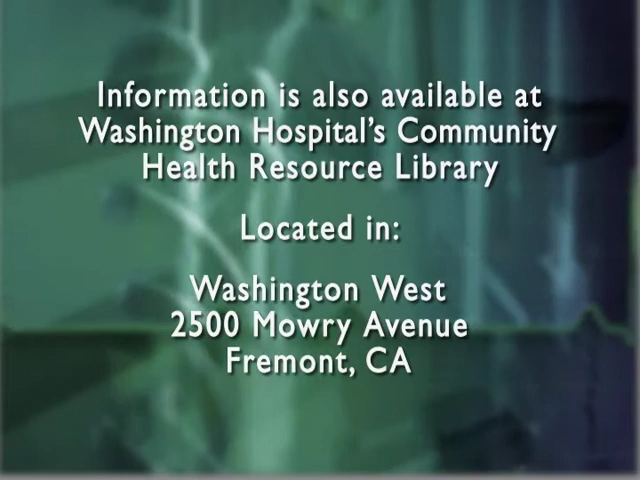 Information is also available at
Washington Hospital's Community
Health Resource Library
Located in:
Washington West
2500 Mowry Avenue
Fremont, CA